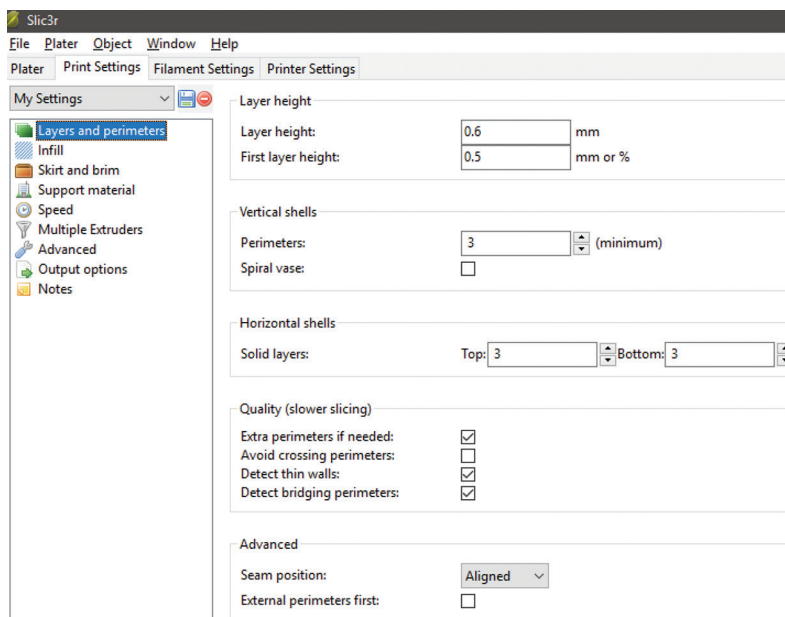 Slic3r
File Plater Object Window Help
Plater Print Settings Filament Settings Printer Settings
My Settings
Layers and perimeters
Infill
Skirt and brim
Support material
Speed
Multiple Extruders
Advanced
Output options
Notes
Layer height
Layer height: 0.6 mm
First layer height: 0.5 mm or %
Vertical shells
Perimeters: 3 (minimum)
Spiral vase:
Horizontal shells
Solid layers: Top: 3 Bottom: 3
Quality (slower slicing)
Extra perimeters if needed:
Avoid crossing perimeters:
Detect thin walls:
Detect bridging perimeters:
Advanced
Seam position: Aligned
External perimeters first: